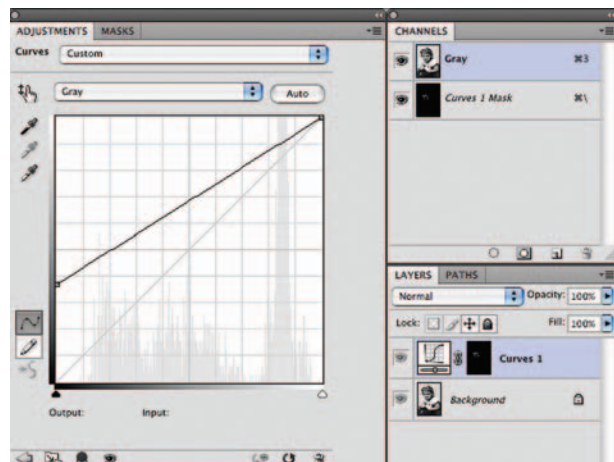 ADJUSTMENTS MASKS
Curves Custom
Gray Auto
Output: Input:
CHANNELS
Gray ⌘3
Curves 1 Mask ⌘\
LAYERS PATHS
Normal Opacity: 100%
Lock: Fill: 100%
Curves 1
Background